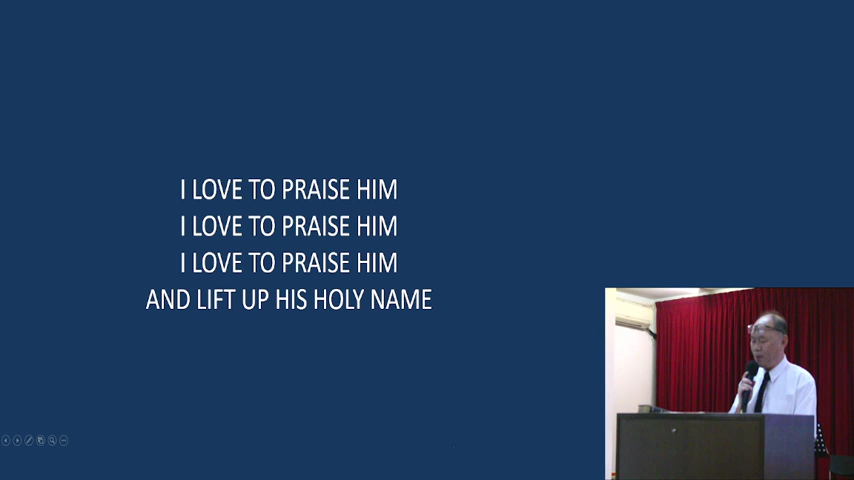 I LOVE TO PRAISE HIM
I LOVE TO PRAISE HIM
I LOVE TO PRAISE HIM
AND LIFT UP HIS HOLY NAME